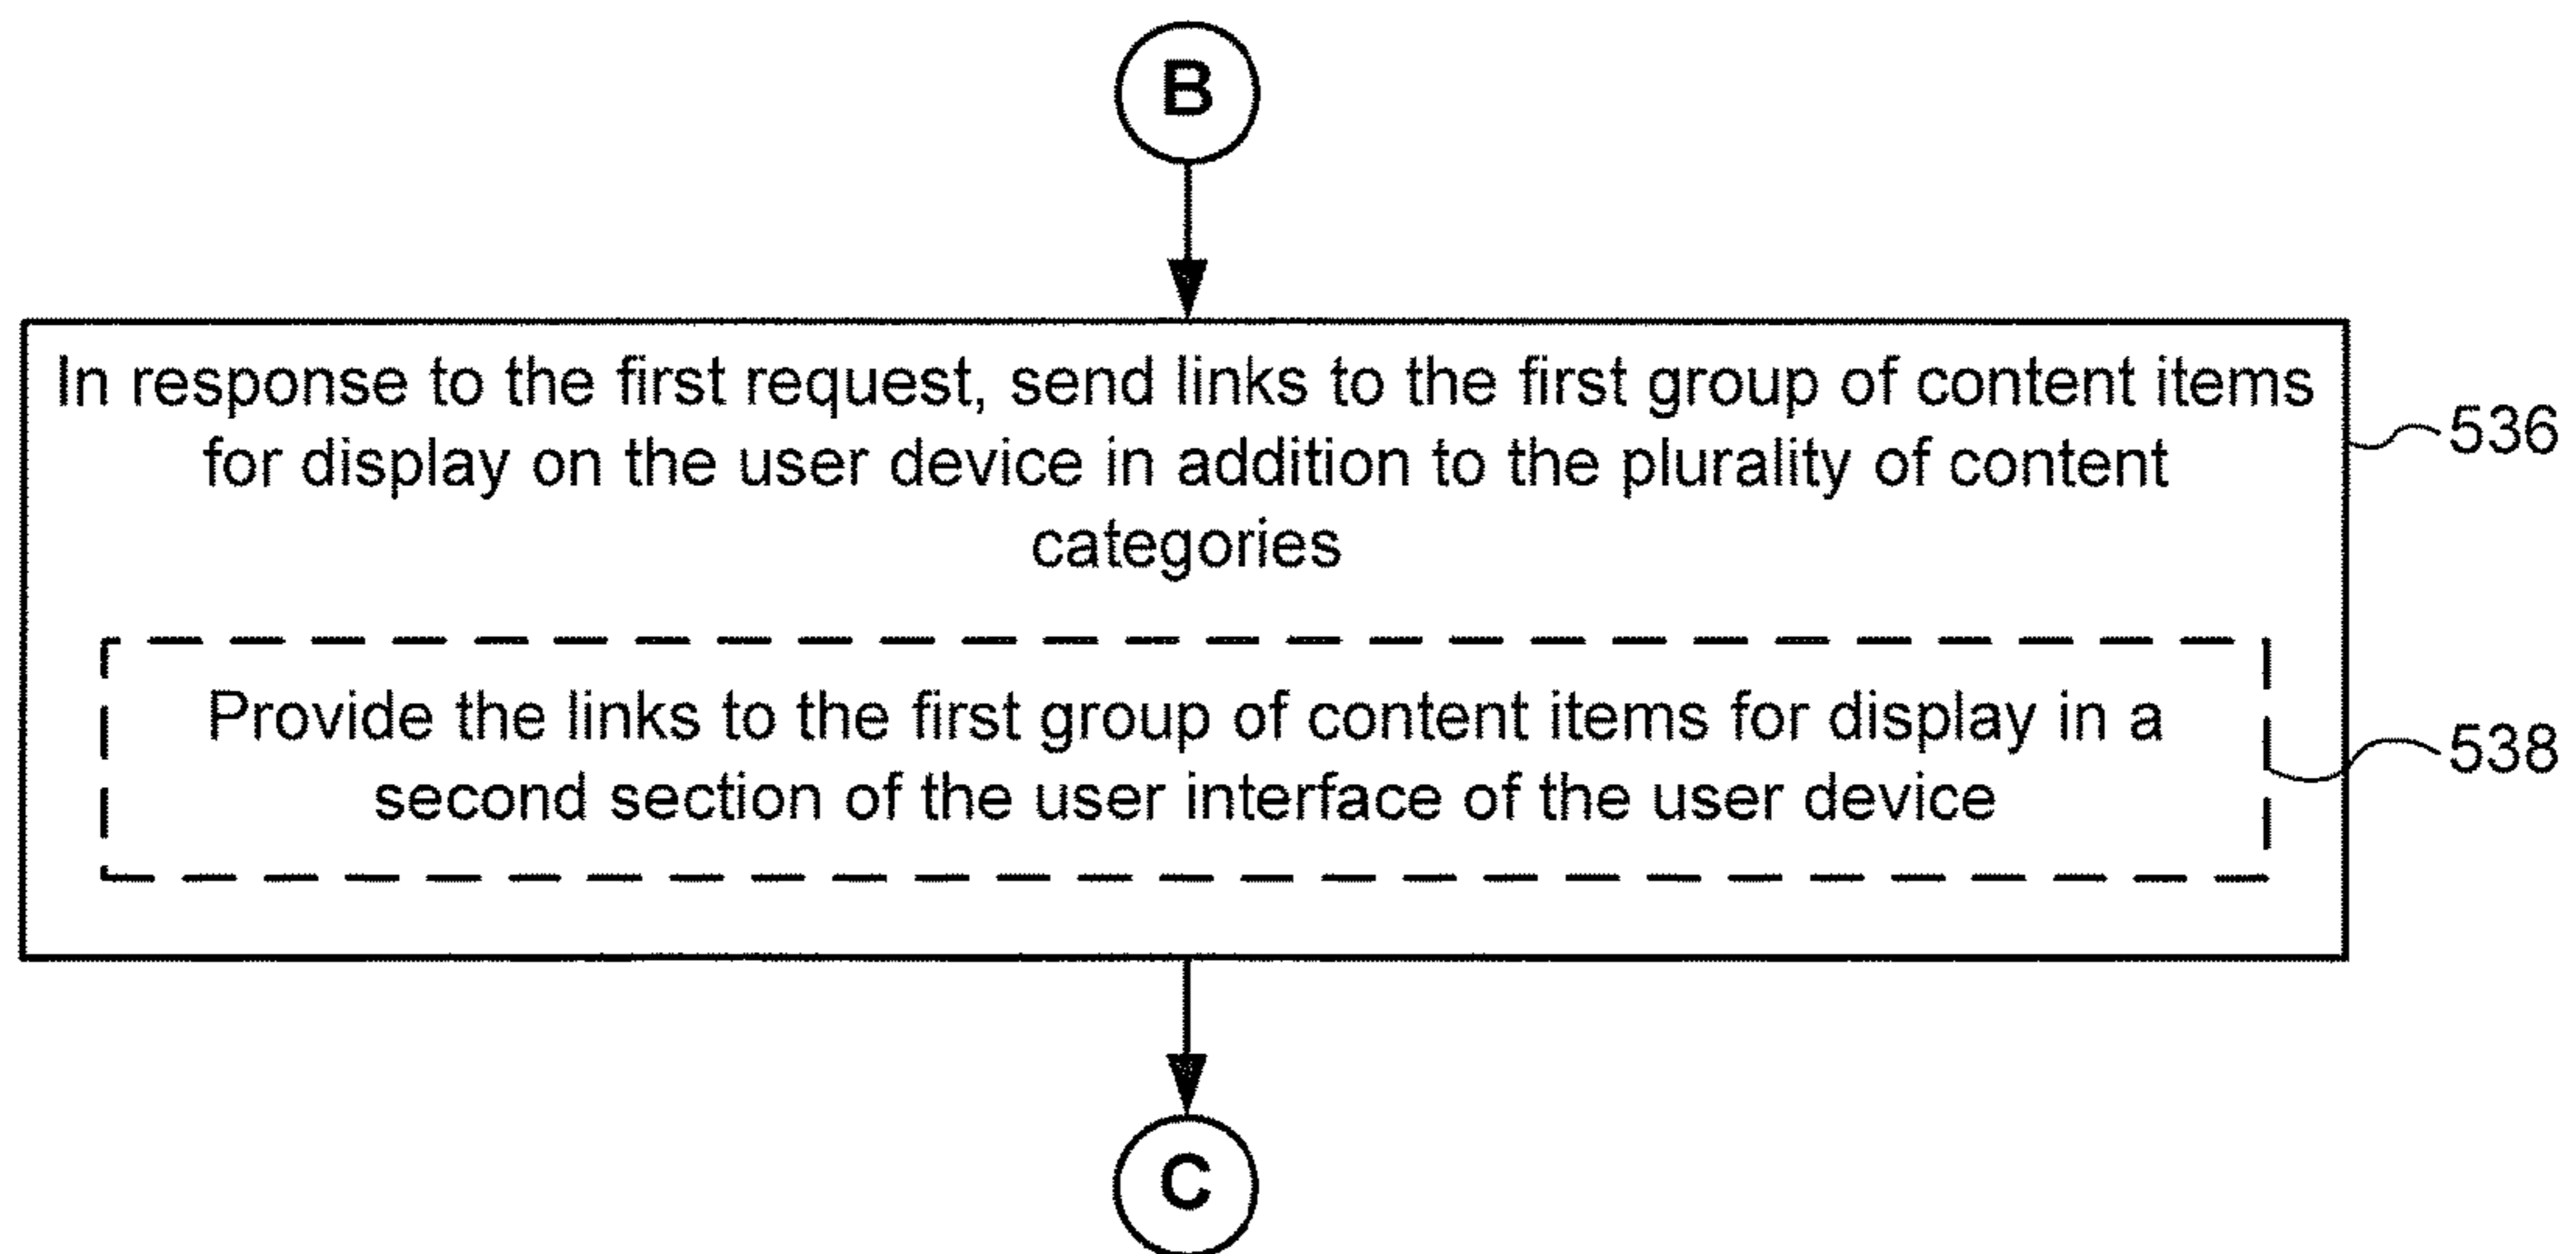 B
In response to the first request, send links to the first group of content items
for display on the user device in addition to the plurality of content
categories
536
Provide the links to the first group of content items for display in a
second section of the user interface of the user device
538
C